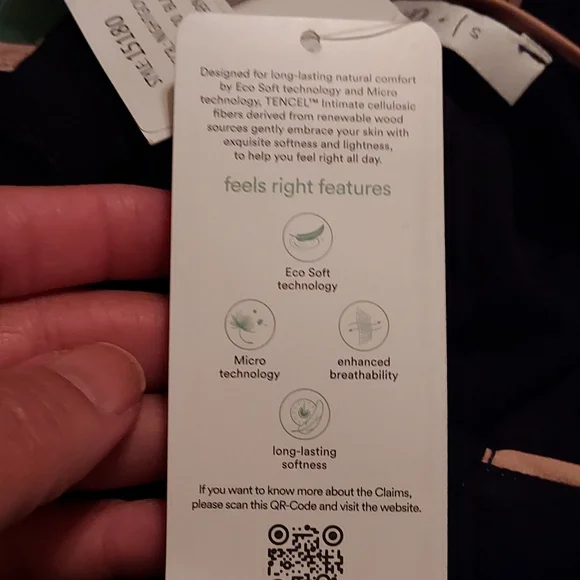 STYLE: 15180
1/S
Designed for long-lasting natural comfort
by Eco Soft technology and Micro
technology, TENCEL™ Intimate cellulosic
fibers derived from renewable wood
sources gently embrace your skin with
exquisite softness and lightness,
to help you feel right all day.
feels right features
Eco Soft
technology
Micro
technology
enhanced
breathability
long-lasting
softness
If you want to know more about the Claims,
please scan this QR-Code and visit the website.